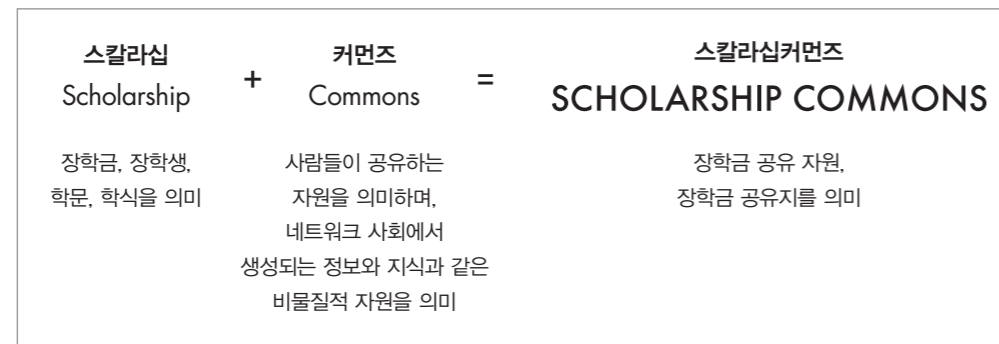 스칼라십
Scholarship
+
커먼즈
Commons
=
스칼라십커먼즈
SCHOLARSHIP COMMONS
장학금, 장학생,
학문, 학식을 의미
사람들이 공유하는
자원을 의미하며,
네트워크 사회에서
생성되는 정보와 지식과 같은
비물질적 자원을 의미
장학금 공유 자원,
장학금 공유지를 의미